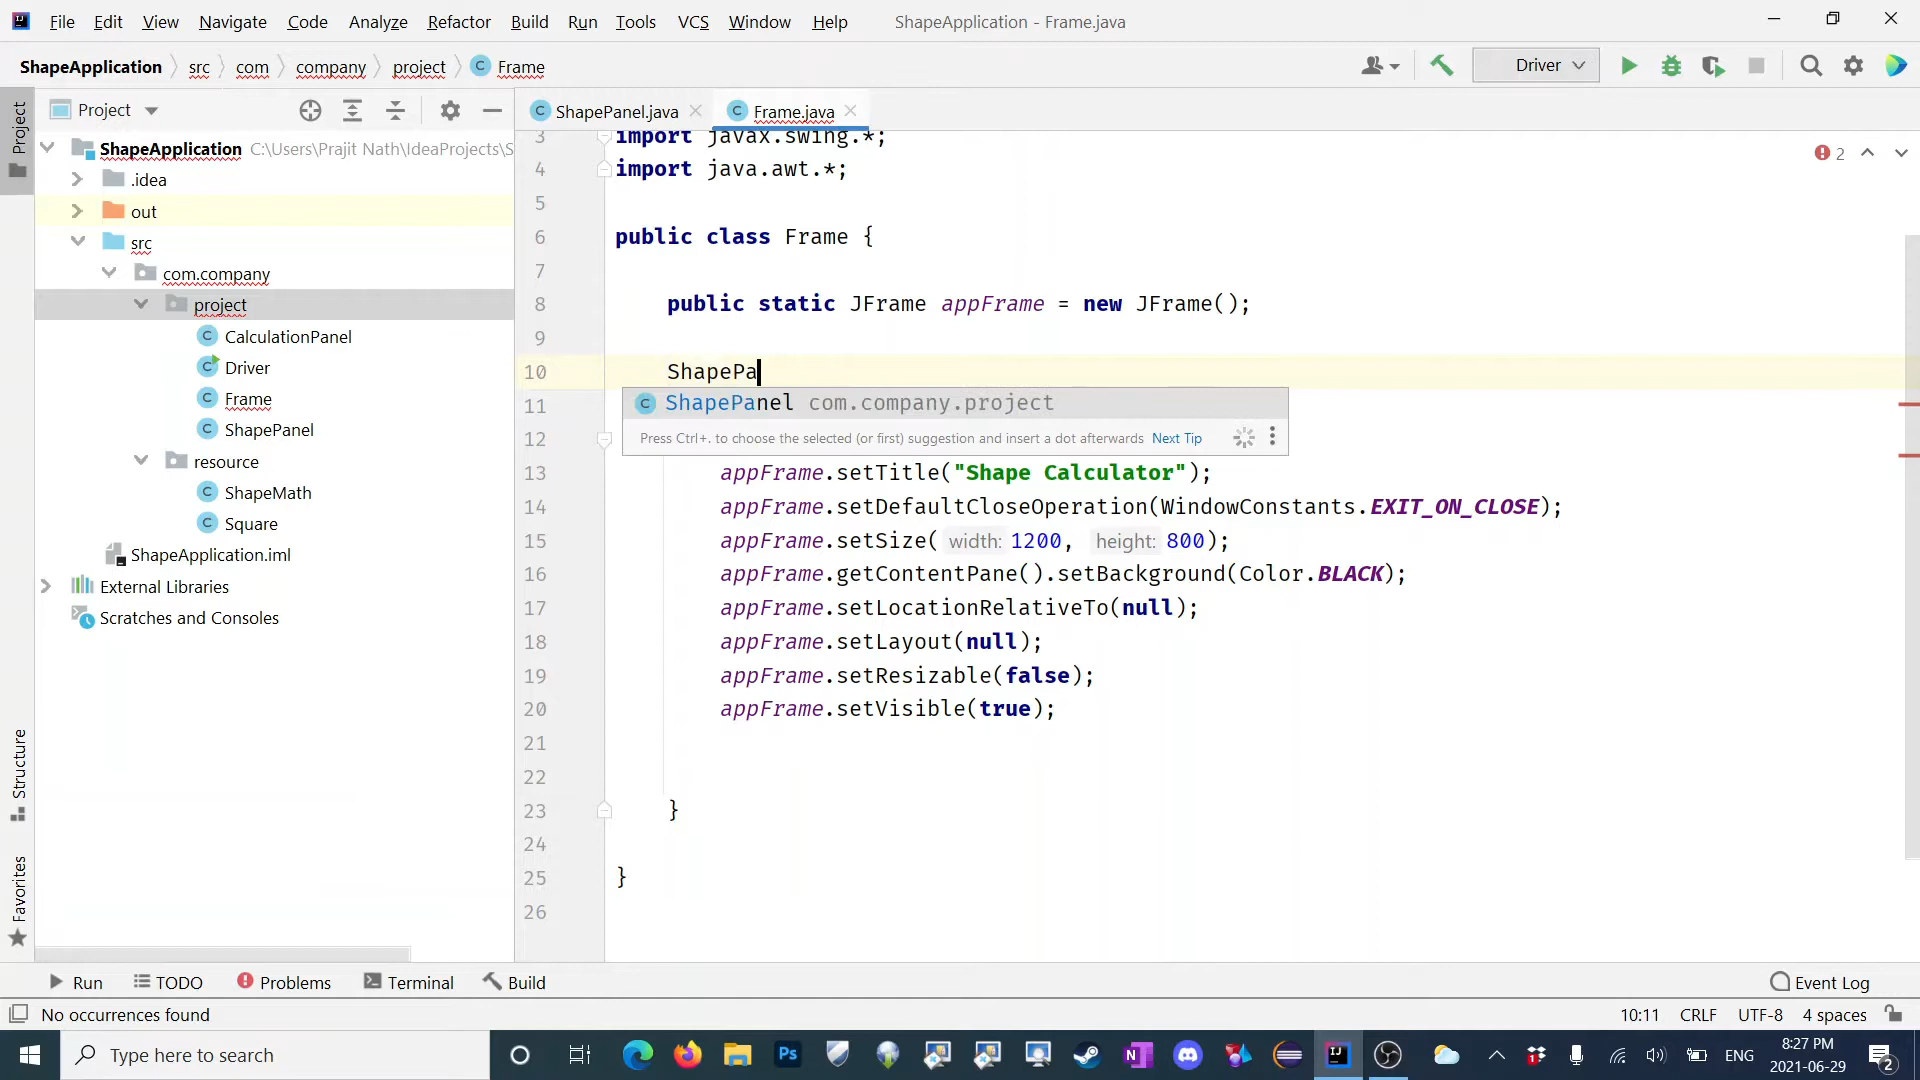 File Edit View Navigate Code Analyze Refactor Build Run Tools VCS Window Help ShapeApplication - Frame.java
ShapeApplication src com company project Frame Driver
Project
ShapePanel.java Frame.java
Project
ShapeApplication C:\Users\Prajit Nath\IdeaProjects\S
.idea
out
src
com.company
project
CalculationPanel
Driver
Frame
ShapePanel
resource
ShapeMath
Square
ShapeApplication.iml
External Libraries
Scratches and Consoles
Structure
Favorites
2
3 import javax.swing.*;
4 import java.awt.*;
5
6 public class Frame {
7
8 public static JFrame appFrame = new JFrame();
9
10 ShapePa
11
ShapePanel com.company.project
12
Press Ctrl+. to choose the selected (or first) suggestion and insert a dot afterwards Next Tip
13 appFrame.setTitle("Shape Calculator");
14 appFrame.setDefaultCloseOperation(WindowConstants.EXIT_ON_CLOSE);
15 appFrame.setSize( width: 1200, height: 800);
16 appFrame.getContentPane().setBackground(Color.BLACK);
17 appFrame.setLocationRelativeTo(null);
18 appFrame.setLayout(null);
19 appFrame.setResizable(false);
20 appFrame.setVisible(true);
21
22
23 }
24
25 }
26
Run TODO Problems Terminal Build Event Log
No occurrences found 10:11 CRLF UTF-8 4 spaces
Type here to search ENG
8:27 PM
2021-06-29
2